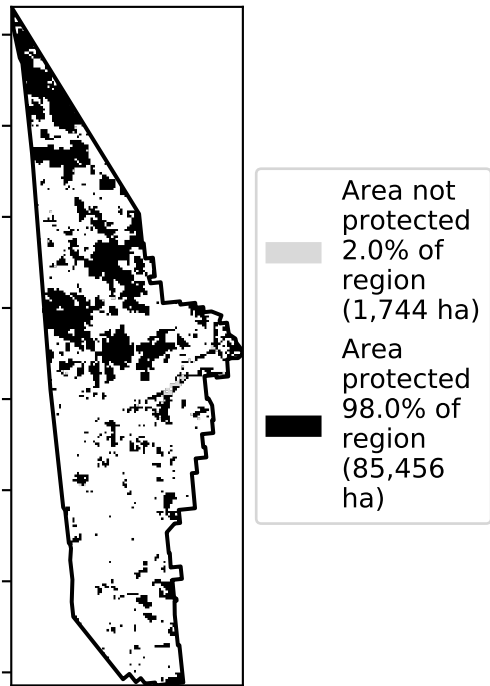 Area not
protected
2.0% of
region
(1,744 ha)
Area
protected
98.0% of
region
(85,456
ha)